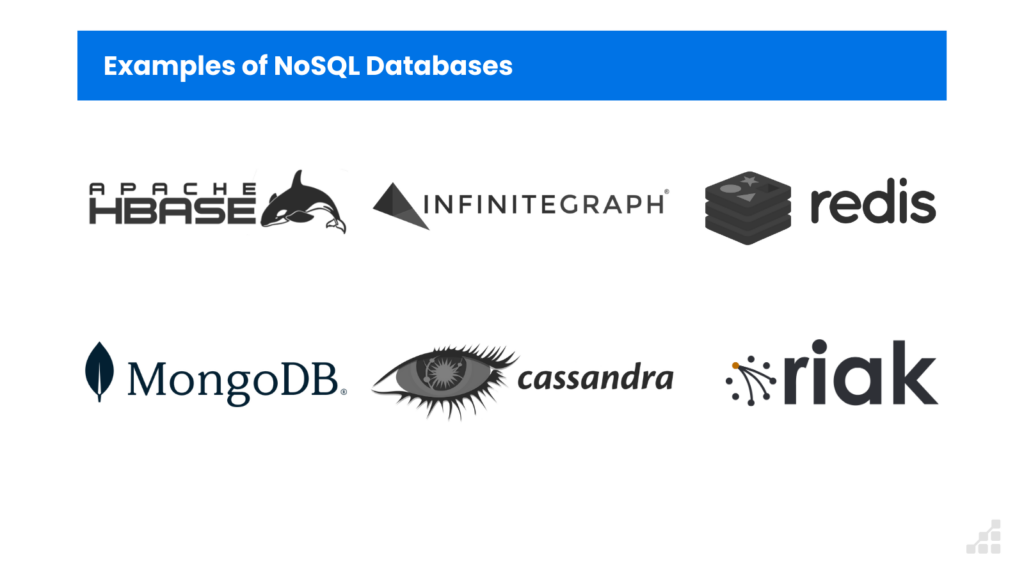 Examples of NoSQL Databases
APACHE
HBASE
INFINITEGRAPH®
redis
MongoDB®
cassandra
riak